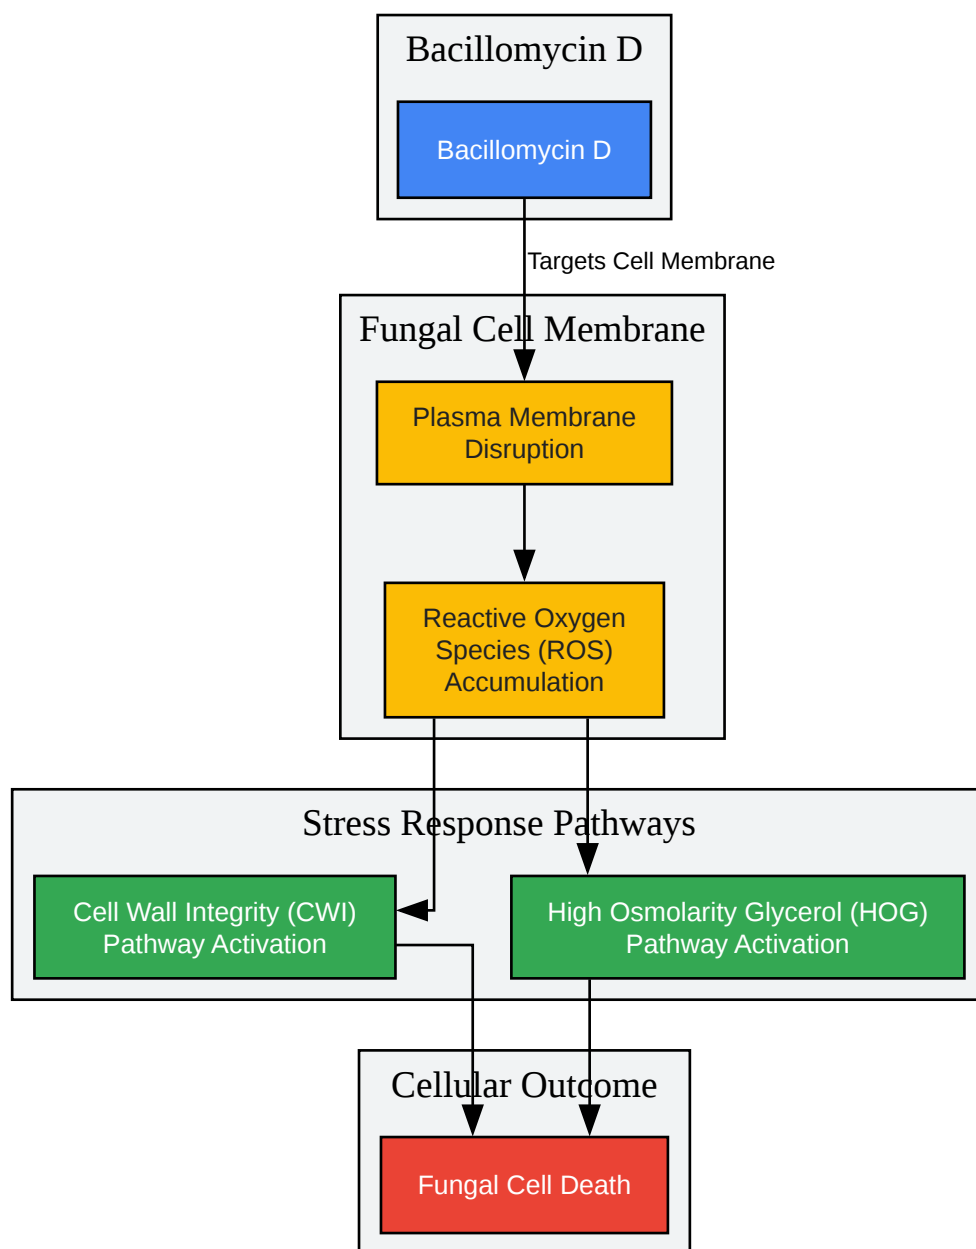 Bacillomycin D
Bacillomycin D
Targets Cell Membrane
Fungal Cell Membrane
Plasma Membrane
Disruption
Reactive Oxygen
Species (ROS)
Accumulation
Stress Response Pathways
Cell Wall Integrity (CWI)
Pathway Activation
High Osmolarity Glycerol (HOG)
Pathway Activation
Cellular Outcome
Fungal Cell Death